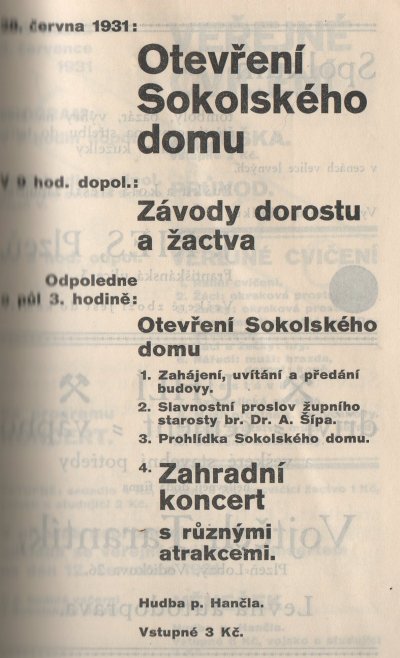 června 1931:
Otevření
Sokolského
domu
V 9 hod. dopol.:
Závody dorostu
a žactva
Odpoledne
o půl 3. hodině:
Otevření Sokolského
domu
1. Zahájení, uvítání a předání
budovy.
2. Slavnostní proslov župního
starosty br. Dr. A. Šípa.
3. Prohlídka Sokolského domu.
4. Zahradní
koncert
s různými
atrakcemi.
Hudba p. Hančla.
Vstupné 3 Kč.